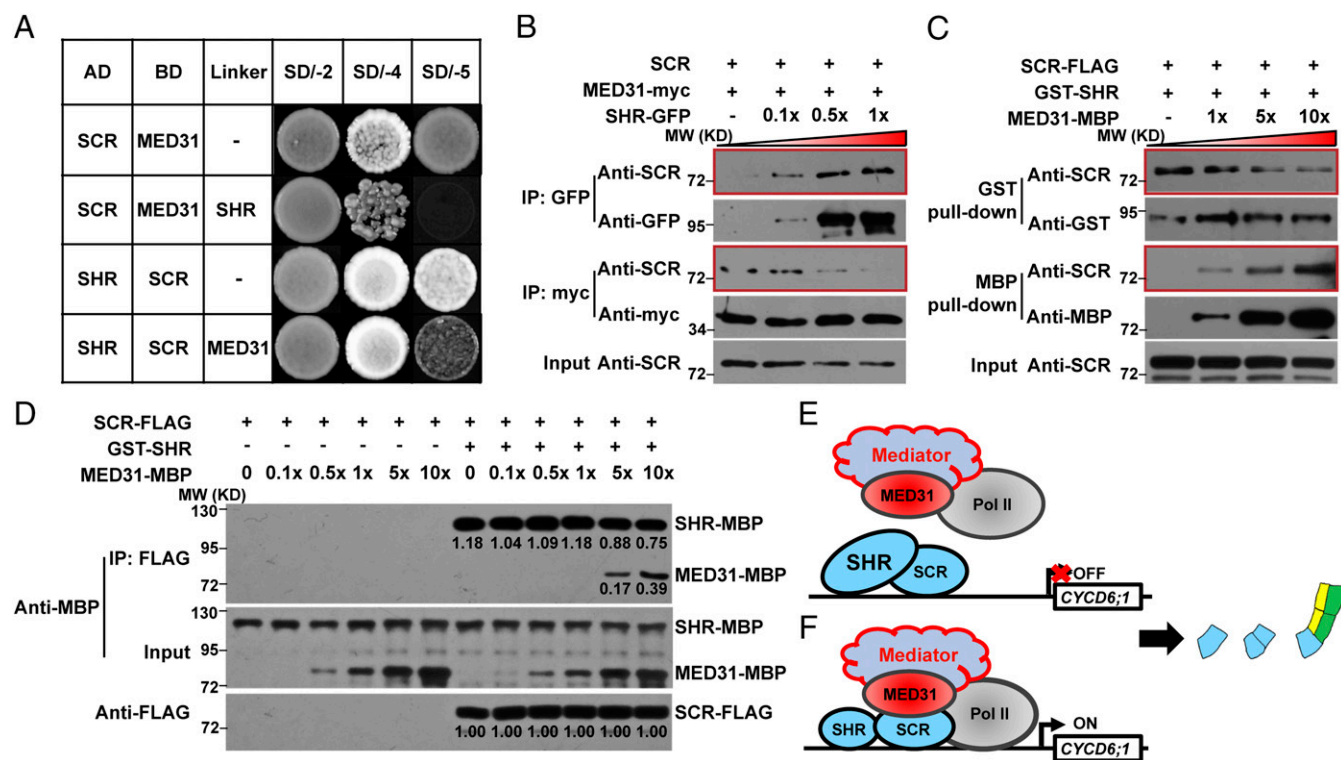 A
AD BD Linker SD/-2 SD/-4 SD/-5
SCR MED31 -
SCR MED31 SHR
SHR SCR -
SHR SCR MED31
B
SCR + + + +
MED31-myc + + + +
SHR-GFP - 0.1x 0.5x 1x
MW (KD)
IP: GFP
Anti-SCR 72
Anti-GFP 95
IP: myc
Anti-SCR 72
Anti-myc 34
Input Anti-SCR 72
C
SCR-FLAG + + + +
GST-SHR + + + +
MED31-MBP - 1x 5x 10x
MW (KD)
GST
pull-down
Anti-SCR 72
Anti-GST 95
MBP
pull-down
Anti-SCR 72
Anti-MBP 72
Input Anti-SCR 72
D
SCR-FLAG + + + + + + + + + + + +
GST-SHR - - - - - - + + + + + +
MED31-MBP 0 0.1x 0.5x 1x 5x 10x 0 0.1x 0.5x 1x 5x 10x
MW (KD)
Anti-MBP
IP: FLAG
130
SHR-MBP
1.18 1.04 1.09 1.18 0.88 0.75
95
MED31-MBP
72
0.17 0.39
Input
130
SHR-MBP
95
MED31-MBP
72
Anti-FLAG
72
SCR-FLAG
1.00 1.00 1.00 1.00 1.00 1.00
E
Mediator
MED31
Pol II
SHR
SCR
OFF
CYCD6;1
F
Mediator
MED31
Pol II
SHR
SCR
ON
CYCD6;1